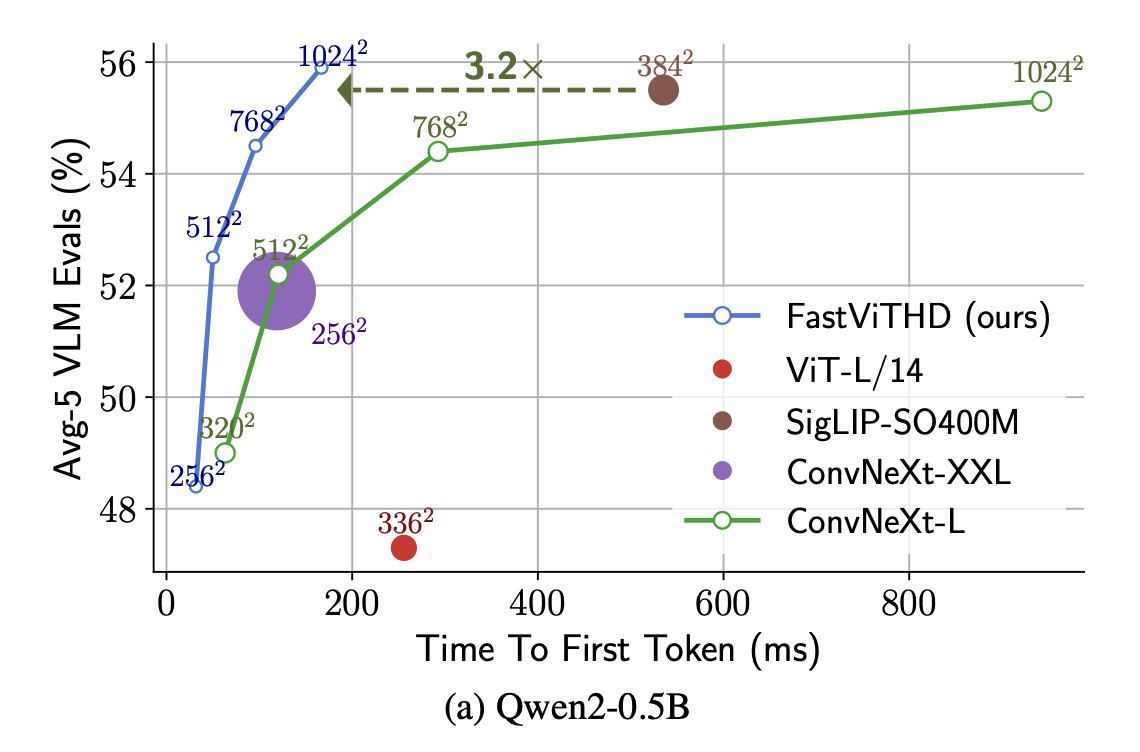 1024²
56
3.2×
384²
1024²
768²
768²
54
512²
512²
52
256²
FastViTHD (ours)
ViT-L/14
50
320²
SigLIP-SO400M
256²
ConvNeXt-XXL
48
336²
ConvNeXt-L
Avg-5 VLM Evals (%)
0 200 400 600 800
Time To First Token (ms)
(a) Qwen2-0.5B